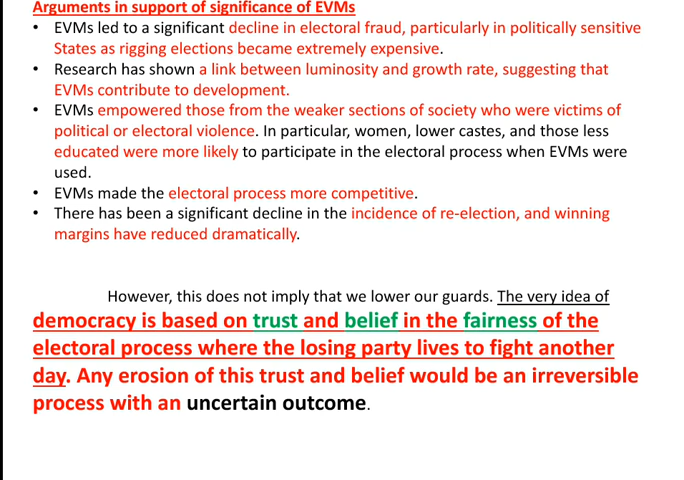 Arguments in support of significance of EVMs
• EVMs led to a significant decline in electoral fraud, particularly in politically sensitive
States as rigging elections became extremely expensive.
• Research has shown a link between luminosity and growth rate, suggesting that
EVMs contribute to development.
• EVMs empowered those from the weaker sections of society who were victims of
political or electoral violence. In particular, women, lower castes, and those less
educated were more likely to participate in the electoral process when EVMs were
used.
• EVMs made the electoral process more competitive.
• There has been a significant decline in the incidence of re-election, and winning
margins have reduced dramatically.
However, this does not imply that we lower our guards. The very idea of
democracy is based on trust and belief in the fairness of the
electoral process where the losing party lives to fight another
day. Any erosion of this trust and belief would be an irreversible
process with an uncertain outcome.